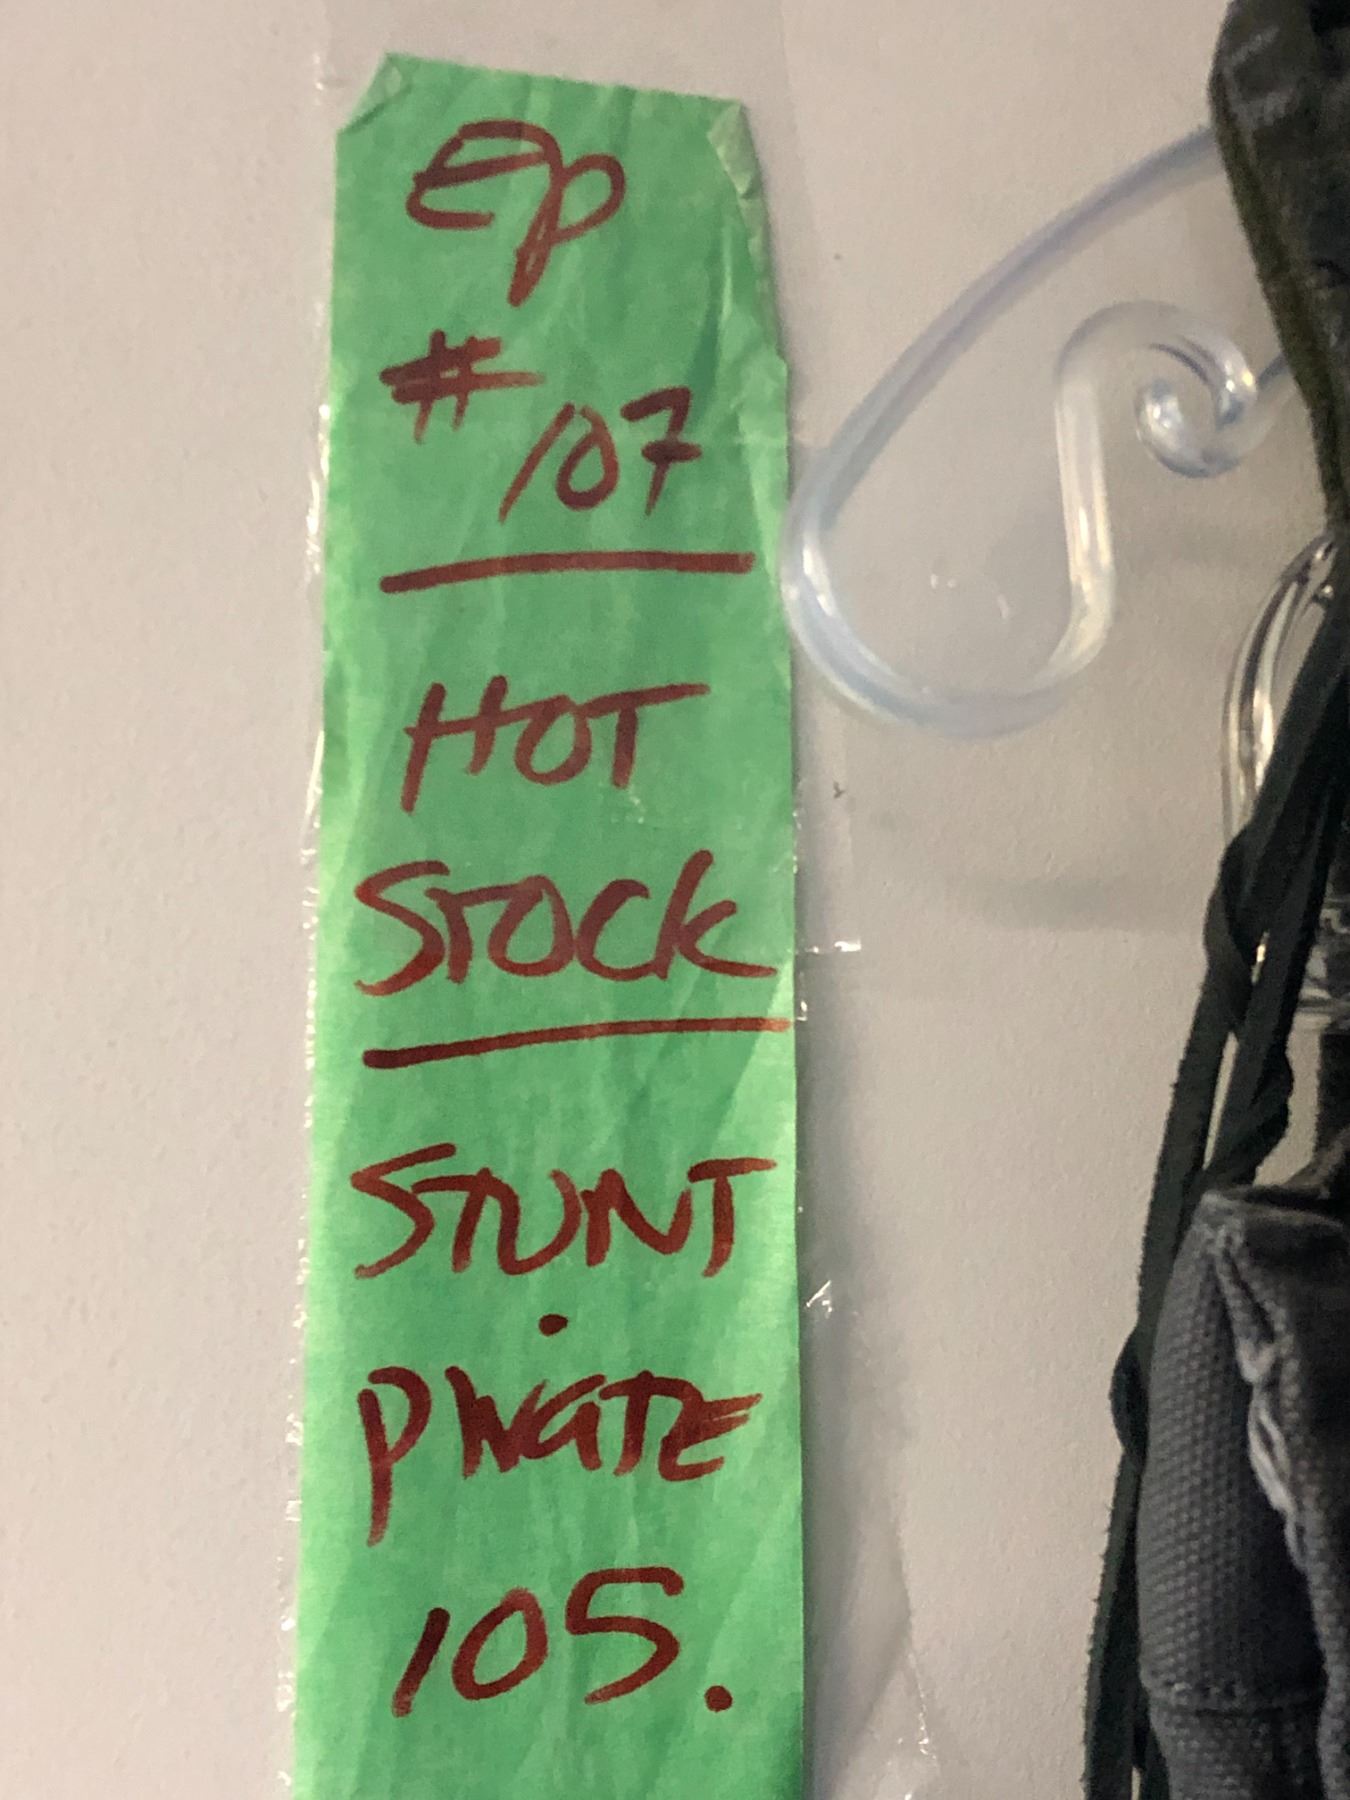 Ep
#107
HOT
STOCK
STUNT
.
PIRATE
105.